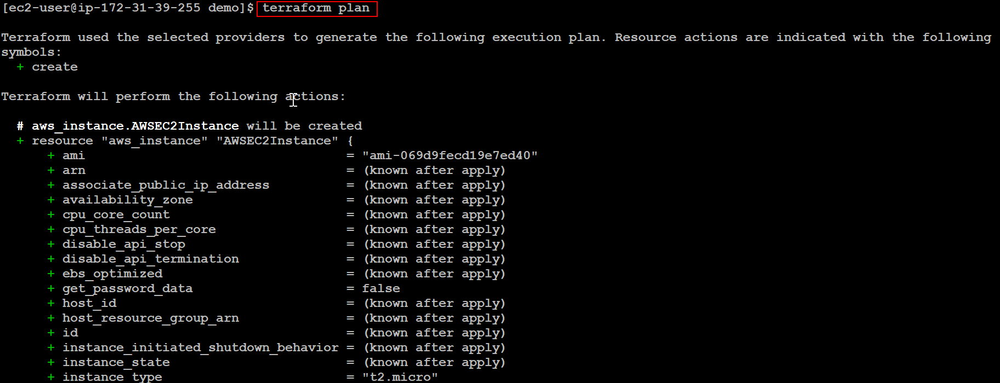 [ec2-user@ip-172-31-39-255 demo]$ terraform plan
Terraform used the selected providers to generate the following execution plan. Resource actions are indicated with the following
symbols:
+ create
Terraform will perform the following actions:
# aws_instance.AWSEC2Instance will be created
+ resource "aws_instance" "AWSEC2Instance" {
+ ami = "ami-069d9fecd19e7ed40"
+ arn = (known after apply)
+ associate_public_ip_address = (known after apply)
+ availability_zone = (known after apply)
+ cpu_core_count = (known after apply)
+ cpu_threads_per_core = (known after apply)
+ disable_api_stop = (known after apply)
+ disable_api_termination = (known after apply)
+ ebs_optimized = (known after apply)
+ get_password_data = false
+ host_id = (known after apply)
+ host_resource_group_arn = (known after apply)
+ id = (known after apply)
+ instance_initiated_shutdown_behavior = (known after apply)
+ instance_state = (known after apply)
+ instance_type = "t2.micro"